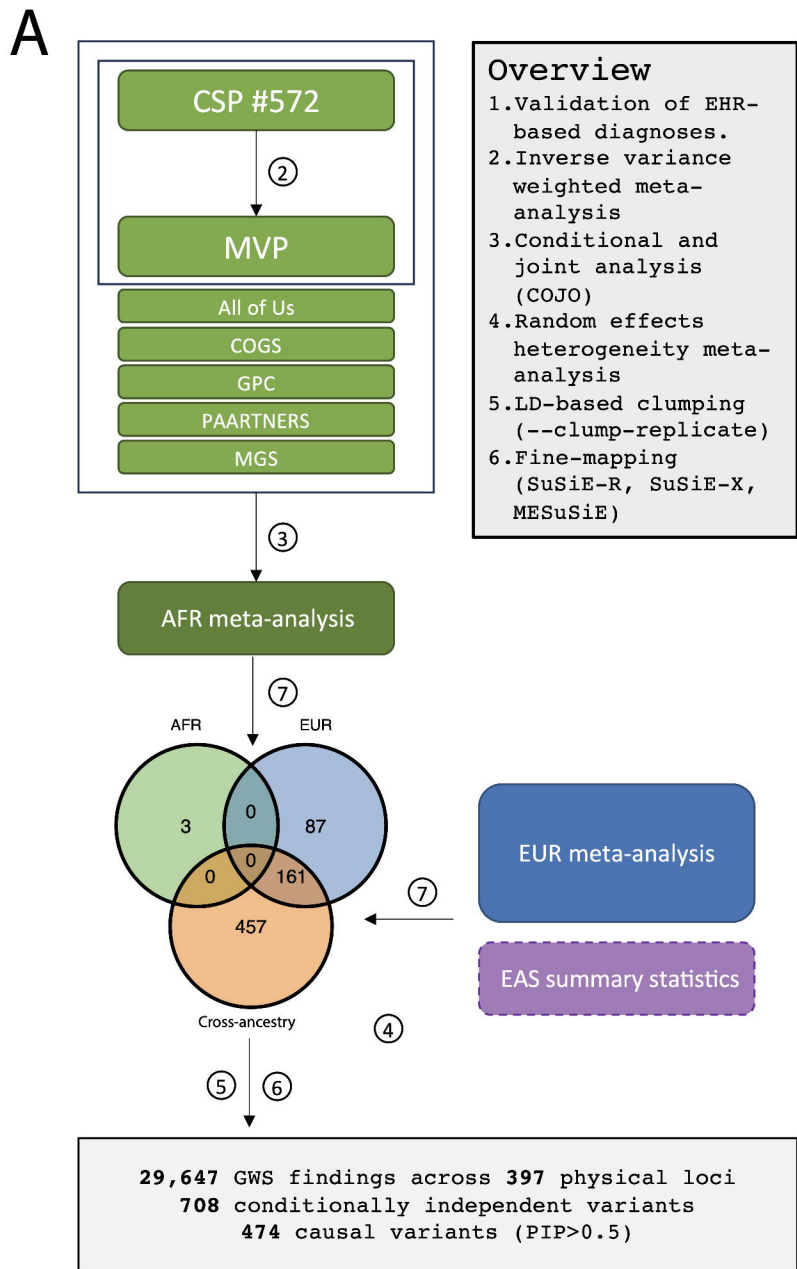 A
CSP #572
②
MVP
All of Us
COGS
GPC
PAARTNERS
MGS
Overview
1.Validation of EHR-
based diagnoses.
2.Inverse variance
weighted meta-
analysis
3.Conditional and
joint analysis
(COJO)
4.Random effects
heterogeneity meta-
analysis
5.LD-based clumping
(--clump-replicate)
6.Fine-mapping
(SuSiE-R, SuSiE-X,
MESuSiE)
③
AFR meta-analysis
⑦
AFR
EUR
3
0
87
0
0
161
457
Cross-ancestry
EUR meta-analysis
⑦
EAS summary statistics
④
⑤
⑥
29,647 GWS findings across 397 physical loci
708 conditionally independent variants
474 causal variants (PIP>0.5)